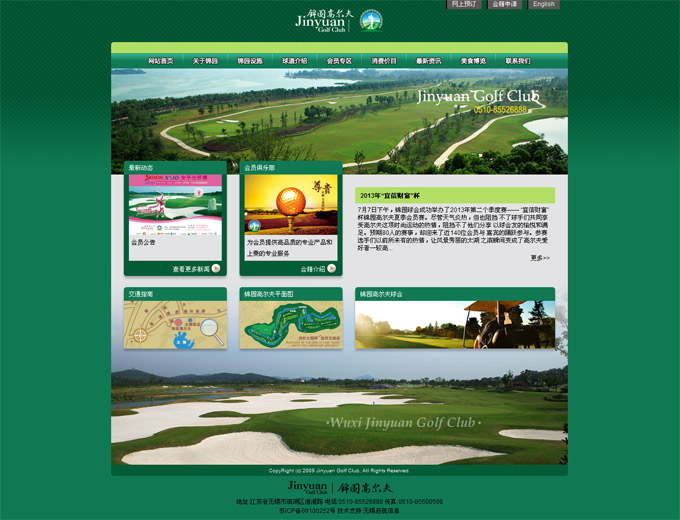 网上预订 会籍申请 English
錦園高尔夫
Jinyuan
Golf Club
网站首页 关于锦园 锦园设施 球道介绍 会员专区 消费价目 最新资讯 美食博览 联系我们
Jinyuan Golf Club
0510-85526888
最新动态
会员公告
查看更多新闻
会员俱乐部
尊贵
为会员提供高品质的专业产品和
上乘的专业服务
会籍介绍
2013年“宜信财富”杯
7月7日下午，锦园球会成功举办了2013年第二个季度赛——“宜信财富”
杯锦园高尔夫夏季会员赛。尽管天气炎热，但也阻挡不了球手们共同享
受高尔夫这项时尚运动的热情，阻挡不了他们分享以球会友的愉悦和满
足。预期80人的赛事，却迎来了近140位会员与嘉宾的踊跃参与。参赛
选手们以前所未有的热情，让风景秀丽的太湖之滨瞬间变成了高尔夫爱
好者一较高...
更多>>
交通指南
锦园高尔夫平面图
锦园高尔夫球会
·Wuxi Jinyuan Golf Club·
CopyRight (c) 2009 Jinyuan Golf Club, All Rights Reserved.
Jinyuan
Golf Club
錦園高尔夫
地址:江苏省无锡市滨湖区渔港路 电话:0510-85526888 传真:0510-85500508
苏ICP备09100252号 技术支持:无锡启航信息